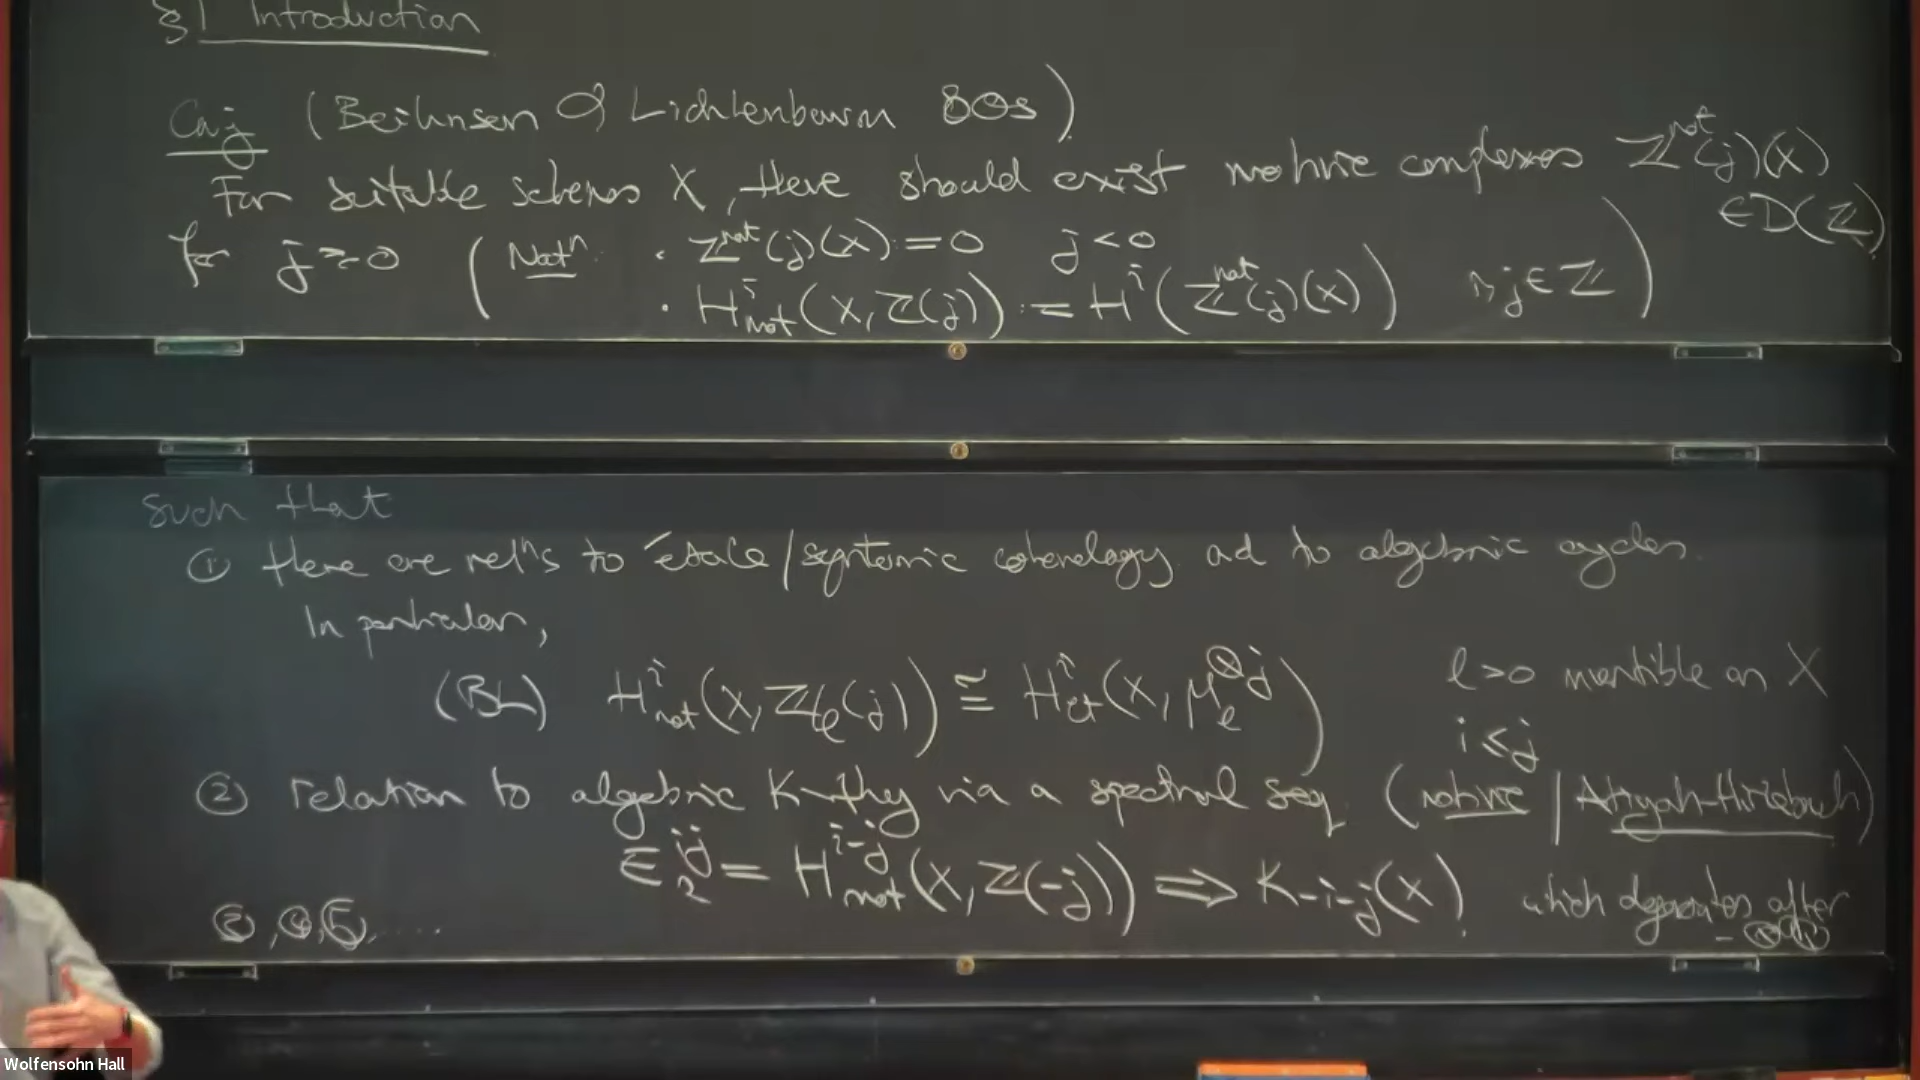 §1 Introduction
Conj (Beilinson & Lichtenbaum 80s)
For suitable schemes X, there should exist motivic complexes ℤ^mot(j)(X)
∈ D(ℤ)
for j ≥ 0 ( Notⁿ · ℤ^mot(j)(X) = 0 j < 0
· H^i_mot(X, ℤ(j)) := H^i(ℤ^mot(j)(X)) i, j ∈ ℤ )
such that
① there are relⁿs to étale/syntomic cohomology and to algebraic cycles.
In particular,
(BL) H^i_mot(X, ℤ/ℓ(j)) ≅ H^i_ét(X, μ_ℓ^⊗j) ℓ>0 invertible on X
i ≤ j
② relation to algebraic K-thy via a spectral seq. (motivic / Atiyah-Hirzebruch)
E_2^{ij} = H^{i-j}_mot(X, ℤ(-j)) ⟹ K_{-i-j}(X) which degenerates after
- ⊗ℚ
③, ④, ⑤, ....
Wolfensohn Hall